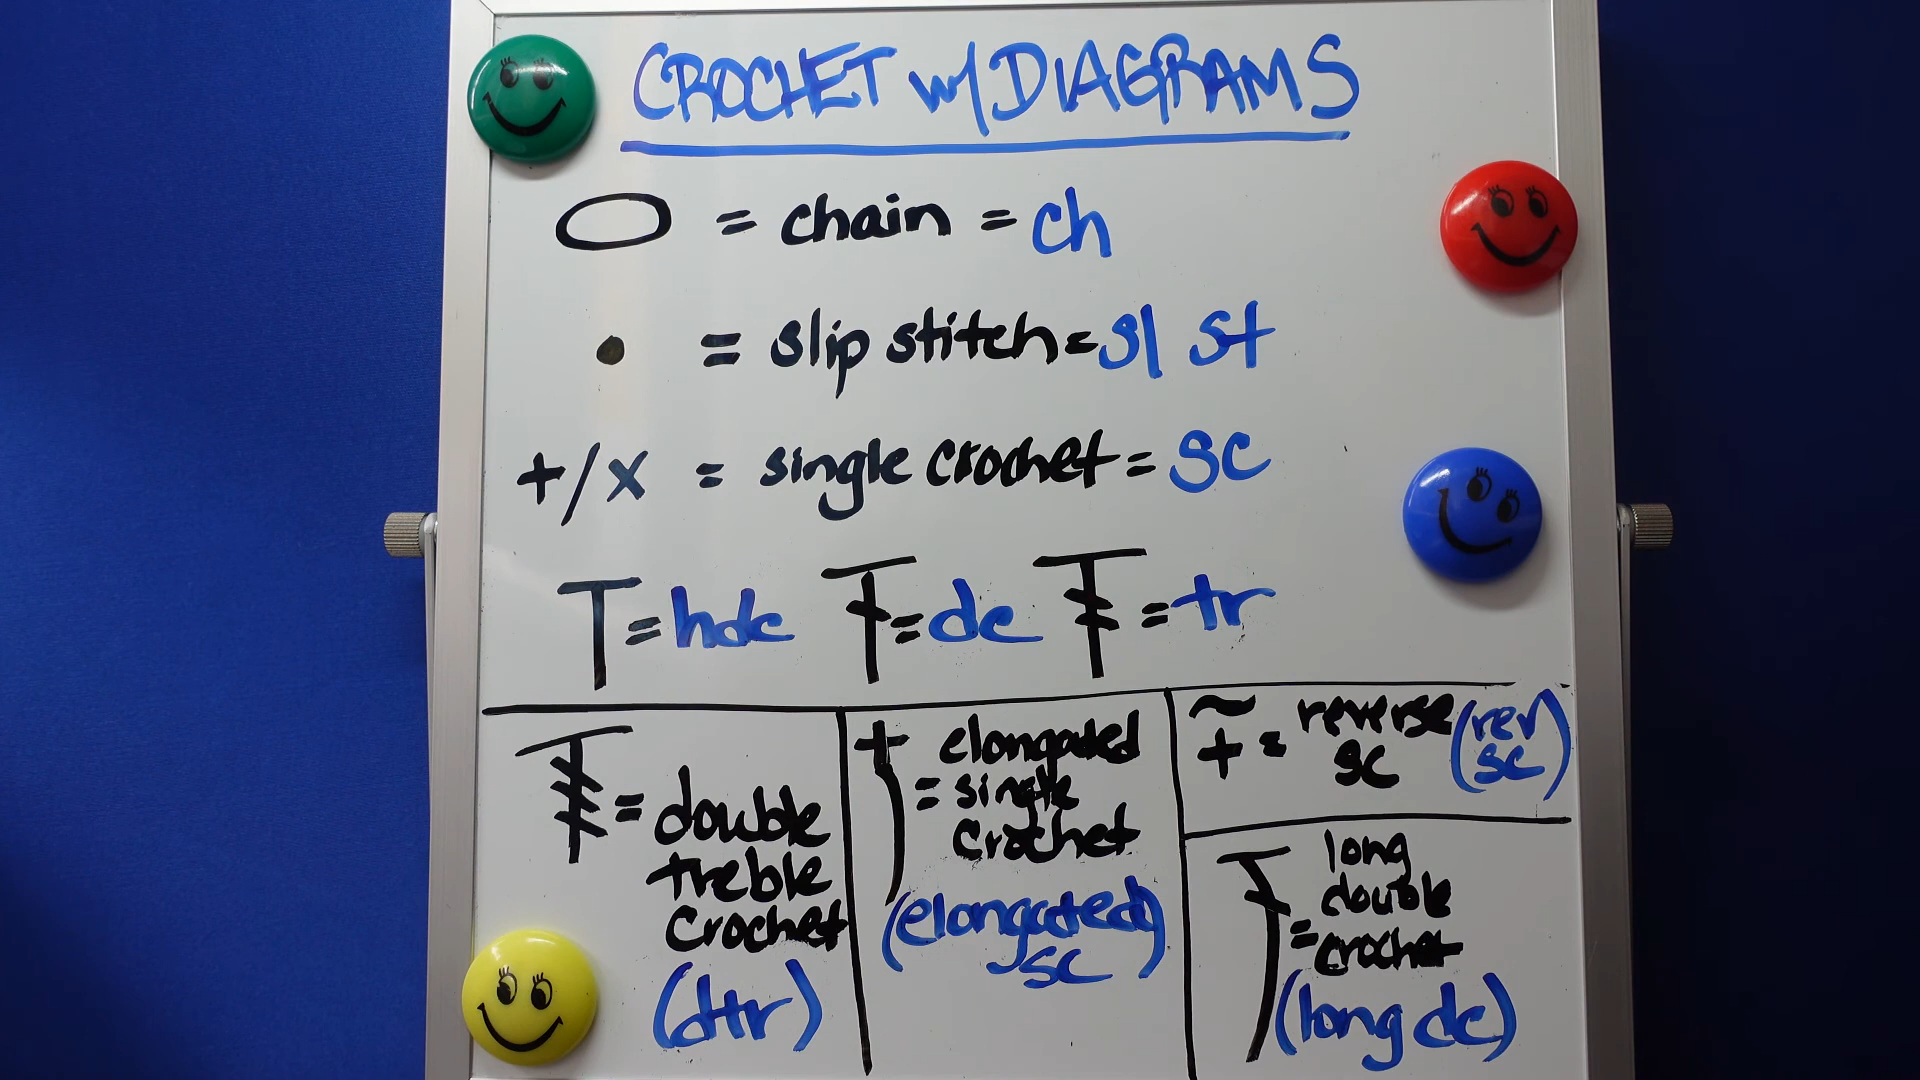 CROCHET w/ DIAGRAMS
= chain = ch
= slip stitch = sl st
+/x = single crochet = sc
= hdc = dc = tr
= double
treble
crochet
(dtr)
elongated
= single
crochet
(elongated)
sc
~
+ = reverse
sc
(rev
sc)
long
double
= crochet
(long dc)